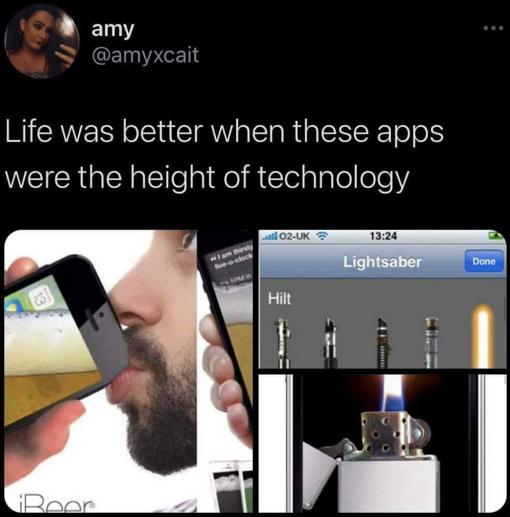 amy
@amyxcait
Life was better when these apps
were the height of technology
“I am thirsty
five-o-clock
iBeer
O2-UK 13:24
Lightsaber Done
Hilt